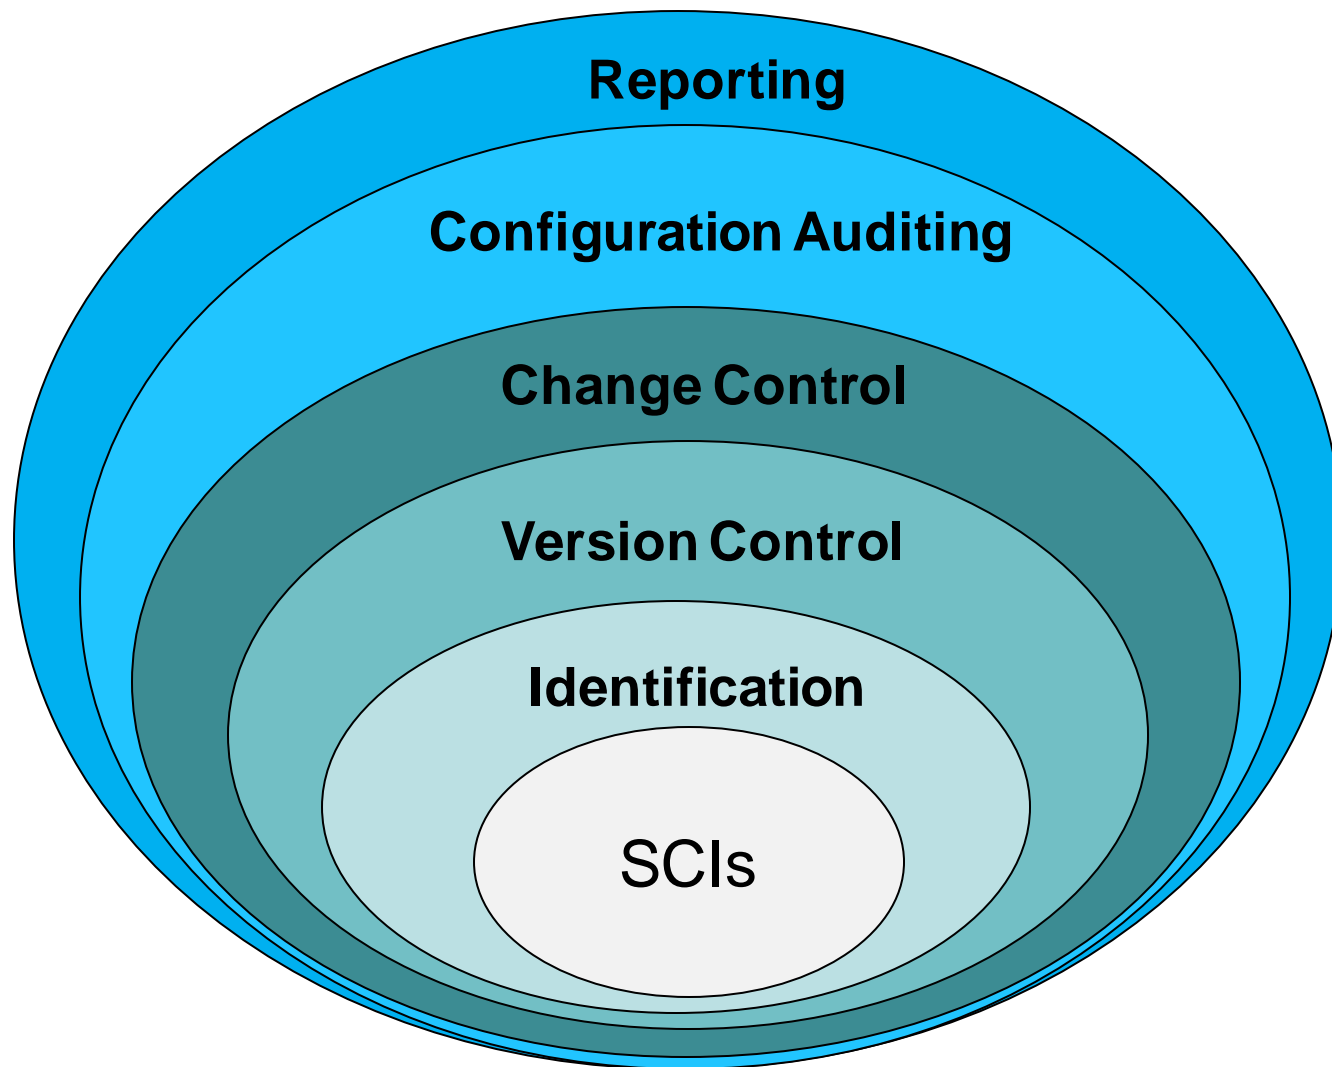 Reporting
Configuration Auditing
Change Control
Version Control
Identification
SCIs